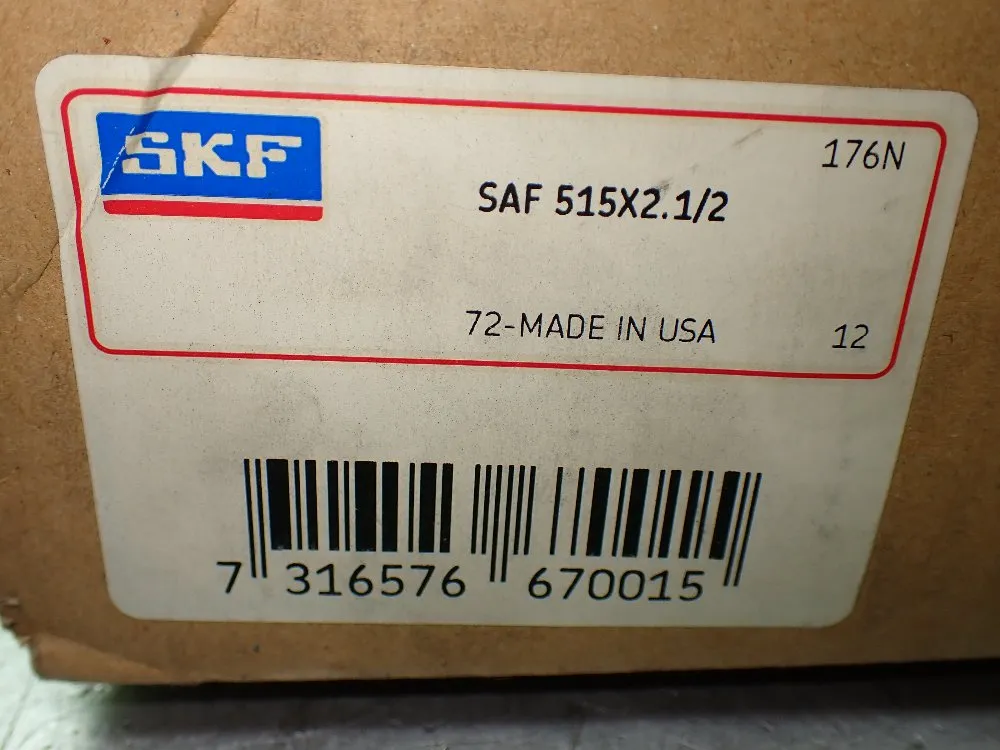 SKF
176N
SAF 515X2.1/2
72-MADE IN USA
12
7 316576 670015